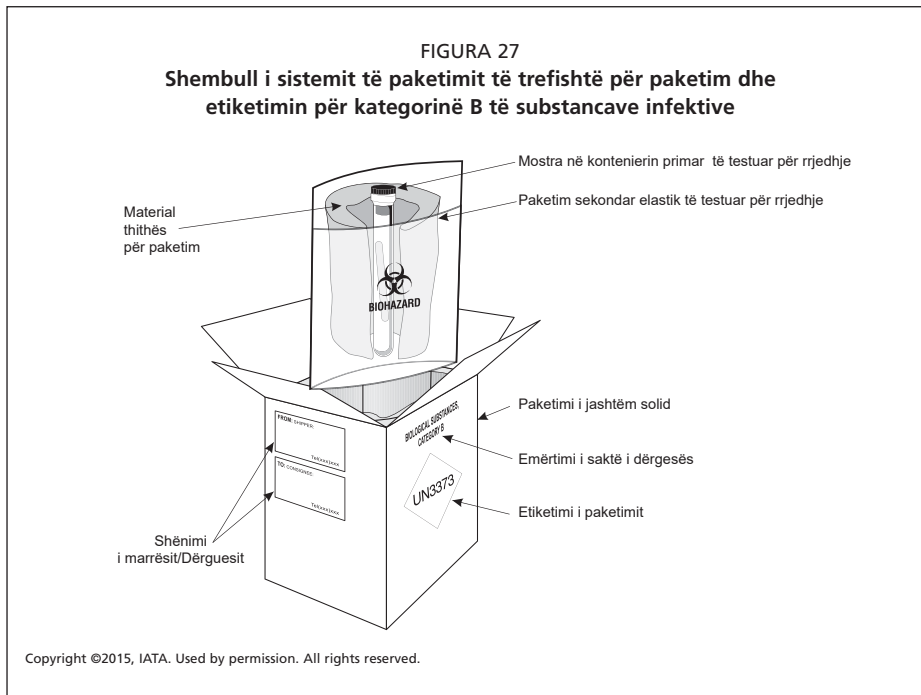 FIGURA 27
Shembull i sistemit të paketimit të trefishtë për paketim dhe
etiketimin për kategorinë B të substancave infektive
Mostra në kontenierin primar të testuar për rrjedhje
Paketim sekondar elastik të testuar për rrjedhje
Material
thithës
për paketim
BIOHAZARD
Paketimi i jashtëm solid
BIOLOGICAL SUBSTANCES,
CATEGORY B
FROM: SHIPPER
Tel:xxx1xxx
Emërtimi i saktë i dërgesës
TO: CONSIGNEE
Tel:xxx1xxx
UN3373
Etiketimi i paketimit
Shënimi
i marrësit/Dërguesit
Copyright ©2015, IATA. Used by permission. All rights reserved.